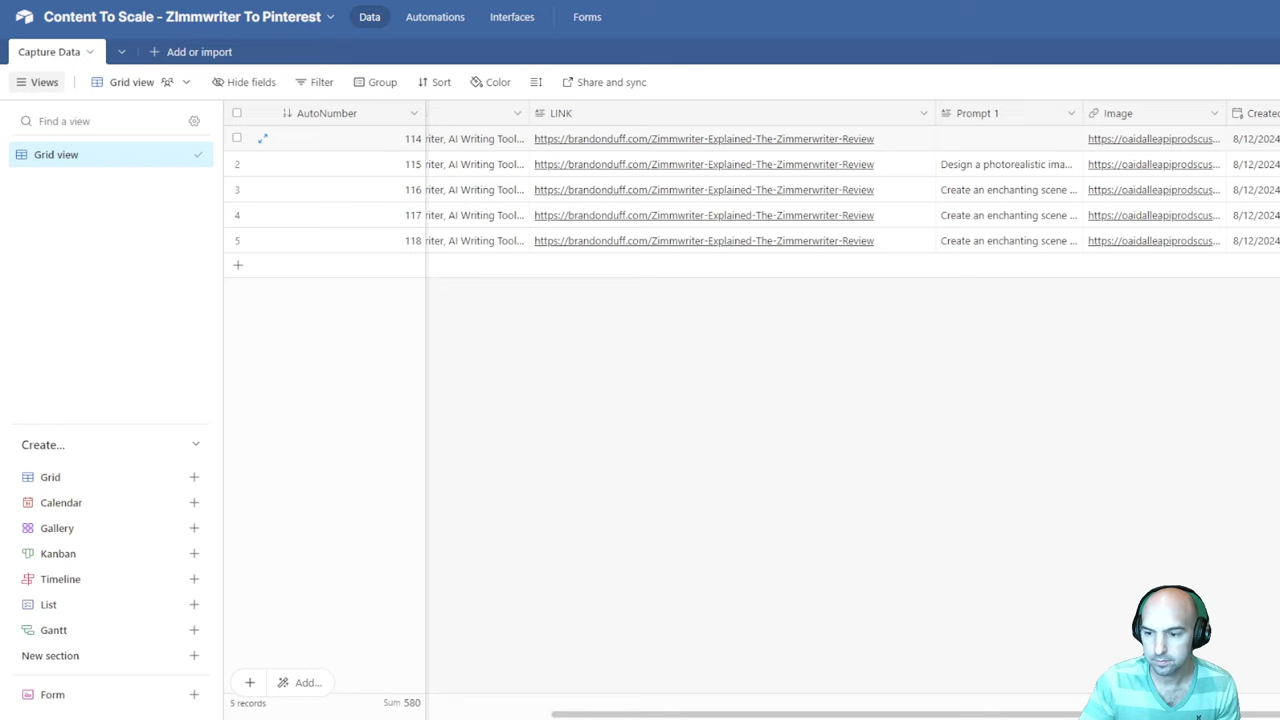 Content To Scale - ZImmwriter To Pinterest Data Automations Interfaces Forms
Capture Data Add or import
Views Grid view Hide fields Filter Group Sort Color Share and sync
Find a view
Grid view
Create...
Grid
Calendar
Gallery
Kanban
Timeline
List
Gantt
New section
Form
AutoNumber LINK Prompt 1 Image Created
114 riter, AI Writing Tool... https://brandonduff.com/Zimmwriter-Explained-The-Zimmerwriter-Review https://oaidalleapiprodscus... 8/12/2024
2 115 riter, AI Writing Tool... https://brandonduff.com/Zimmwriter-Explained-The-Zimmerwriter-Review Design a photorealistic ima... https://oaidalleapiprodscus... 8/12/2024
3 116 riter, AI Writing Tool... https://brandonduff.com/Zimmwriter-Explained-The-Zimmerwriter-Review Create an enchanting scene ... https://oaidalleapiprodscus... 8/12/2024
4 117 riter, AI Writing Tool... https://brandonduff.com/Zimmwriter-Explained-The-Zimmerwriter-Review Create an enchanting scene ... https://oaidalleapiprodscus... 8/12/2024
5 118 riter, AI Writing Tool... https://brandonduff.com/Zimmwriter-Explained-The-Zimmerwriter-Review Create an enchanting scene ... https://oaidalleapiprodscus... 8/12/2024
Add...
5 records Sum 580